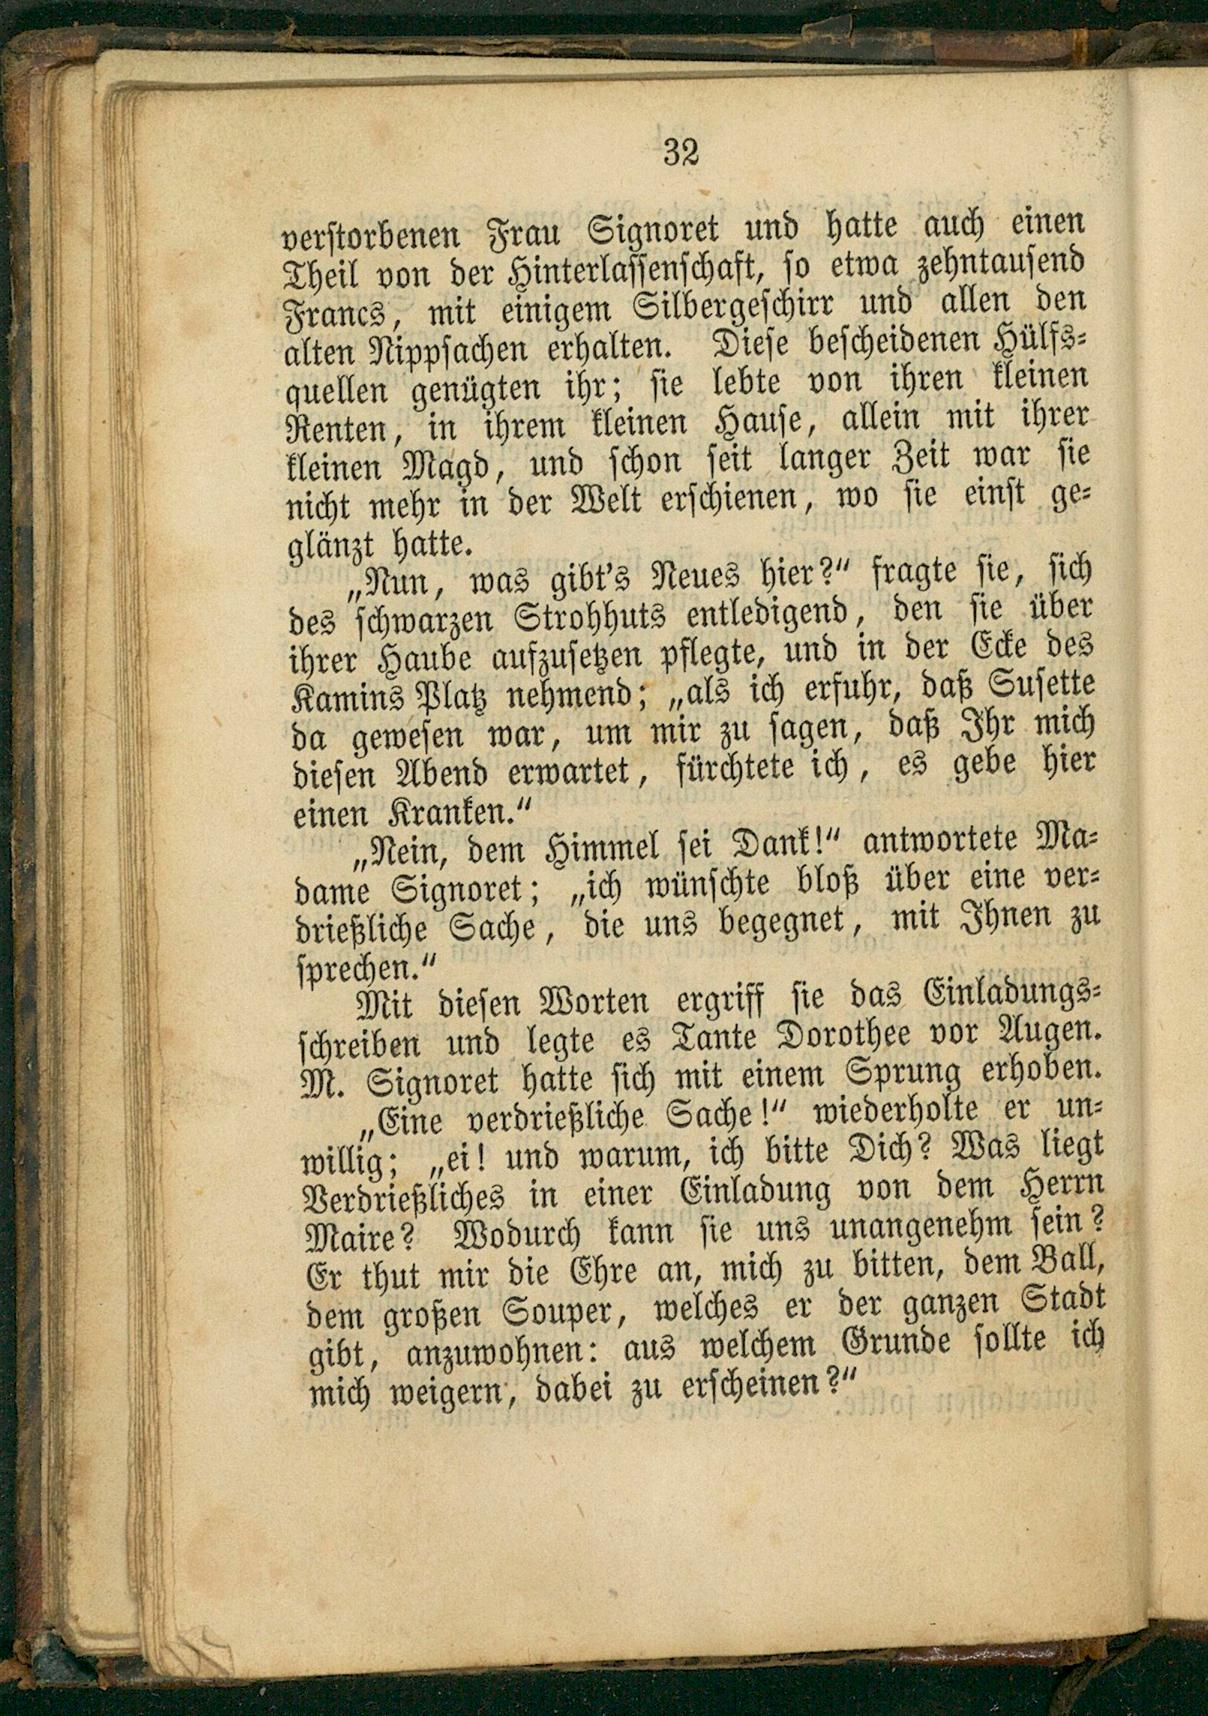 32
verstorbenen Frau Signoret und hatte auch einen
Theil von der Hinterlassenschaft, so etwa zehntausend
Francs, mit einigem Silbergeschirr und allen den
alten Nippsachen erhalten. Diese bescheidenen Hülfs-
quellen genügten ihr; sie lebte von ihren kleinen
Renten, in ihrem kleinen Hause, allein mit ihrer
kleinen Magd, und schon seit langer Zeit war sie
nicht mehr in der Welt erschienen, wo sie einst ge-
glänzt hatte.
„Nun, was gibt's Neues hier?“ fragte sie, sich
des schwarzen Strohhuts entledigend, den sie über
ihrer Haube aufzusetzen pflegte, und in der Ecke des
Kamins Platz nehmend; „als ich erfuhr, daß Susette
da gewesen war, um mir zu sagen, daß Ihr mich
diesen Abend erwartet, fürchtete ich, es gebe hier
einen Kranken.“
„Nein, dem Himmel sei Dank!“ antwortete Ma-
dame Signoret; „ich wünschte bloß über eine ver-
drießliche Sache, die uns begegnet, mit Ihnen zu
sprechen.“
Mit diesen Worten ergriff sie das Einladungs-
schreiben und legte es Tante Dorothee vor Augen.
M. Signoret hatte sich mit einem Sprung erhoben.
„Eine verdrießliche Sache!“ wiederholte er un-
willig; „ei! und warum, ich bitte Dich? Was liegt
Verdrießliches in einer Einladung von dem Herrn
Maire? Wodurch kann sie uns unangenehm sein?
Er thut mir die Ehre an, mich zu bitten, dem Ball,
dem großen Souper, welches er der ganzen Stadt
gibt, anzuwohnen: aus welchem Grunde sollte ich
mich weigern, dabei zu erscheinen?“